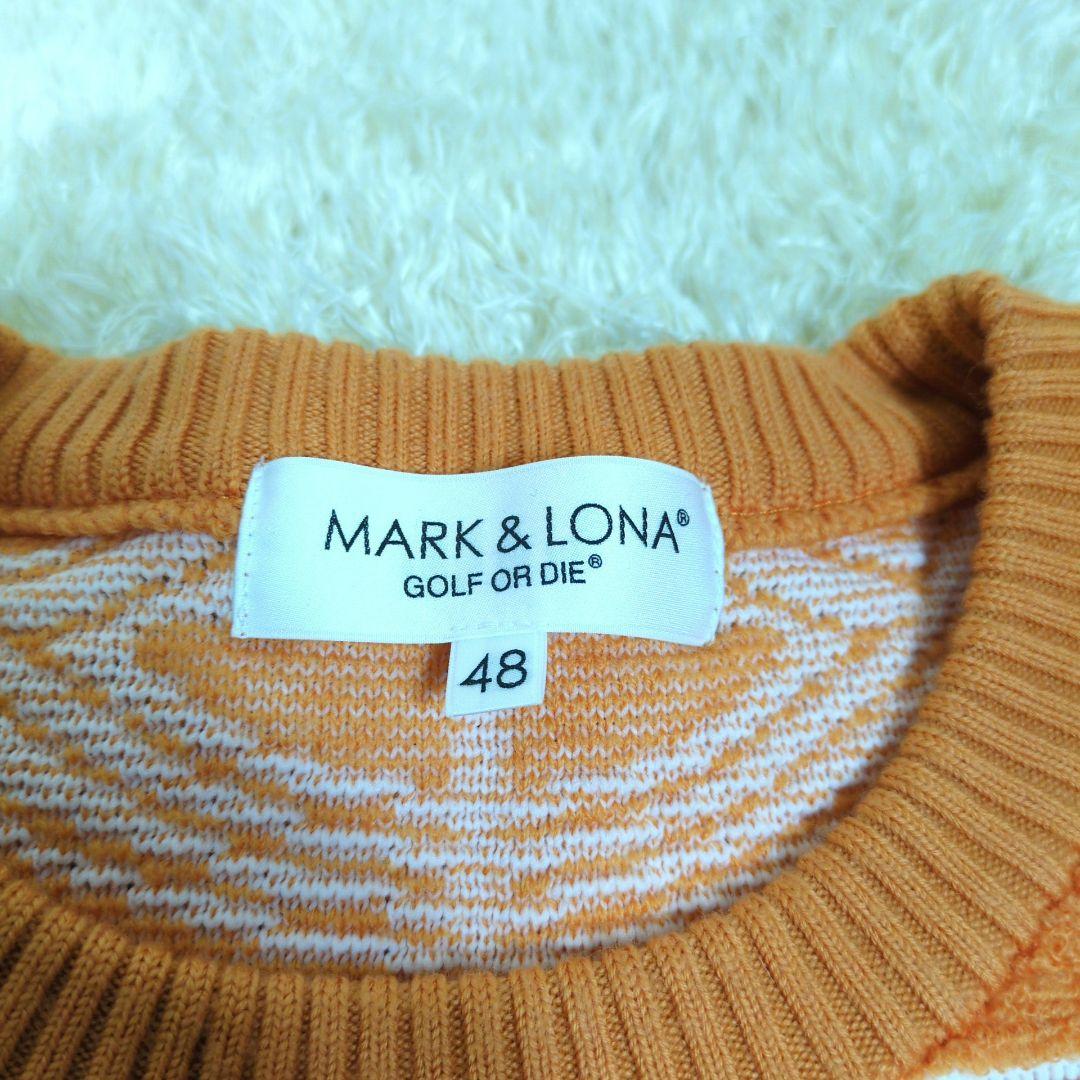 MARK & LONA®
GOLF OR DIE®
48